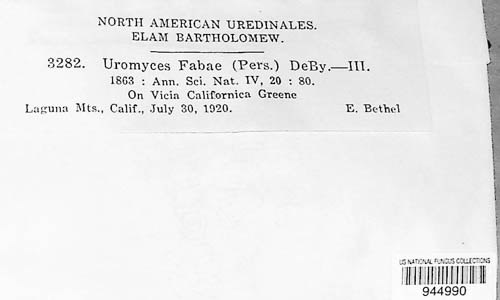 NORTH AMERICAN UREDINALES.
ELAM BARTHOLOMEW.
3282. Uromyces Fabae (Pers.) DeBy.—III.
1863 : Ann. Sci. Nat. IV, 20 : 80.
On Vicia Californica Greene
Laguna Mts., Calif., July 30, 1920. E. Bethel
US NATIONAL FUNGUS COLLECTIONS
944990